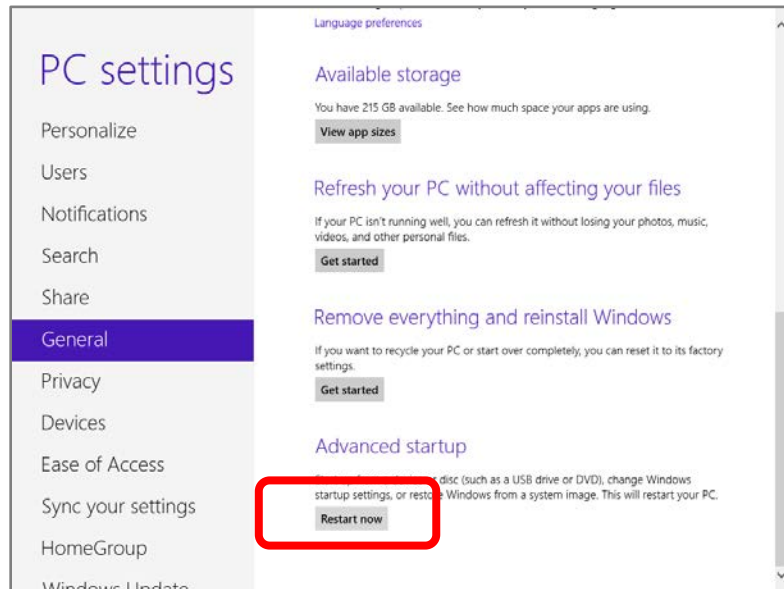 Language preferences
PC settings
Personalize
Users
Notifications
Search
Share
General
Privacy
Devices
Ease of Access
Sync your settings
HomeGroup
Windows Update
Available storage
You have 215 GB available. See how much space your apps are using.
View app sizes
Refresh your PC without affecting your files
If your PC isn't running well, you can refresh it without losing your photos, music,
videos, and other personal files.
Get started
Remove everything and reinstall Windows
If you want to recycle your PC or start over completely, you can reset it to its factory
settings.
Get started
Advanced startup
disc (such as a USB drive or DVD), change Windows
startup settings, or restore Windows from a system image. This will restart your PC.
Restart now